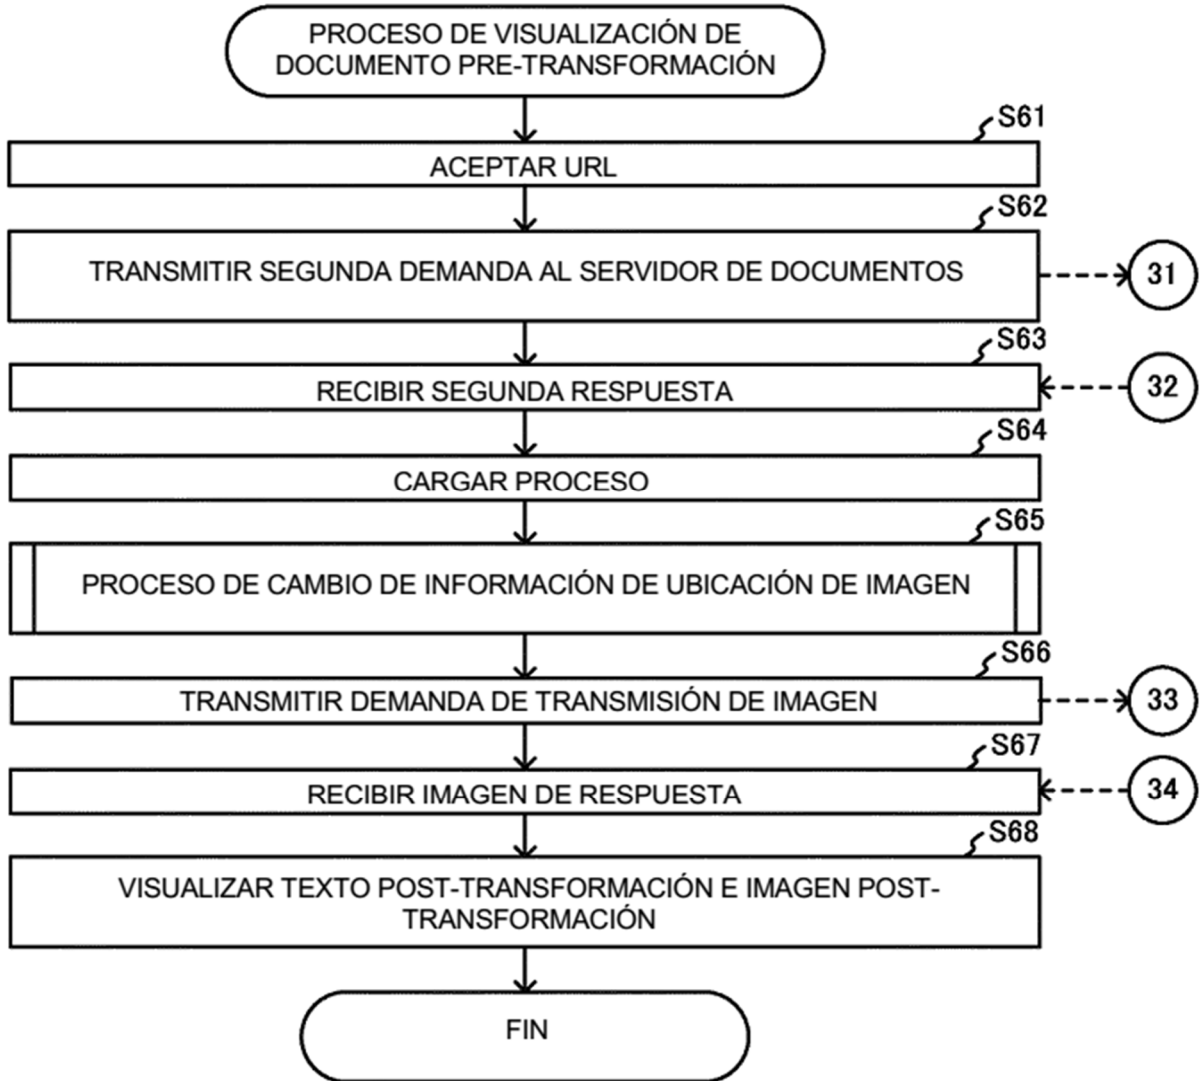 PROCESO DE VISUALIZACIÓN DE
DOCUMENTO PRE-TRANSFORMACIÓN
S61
ACEPTAR URL
S62
TRANSMITIR SEGUNDA DEMANDA AL SERVIDOR DE DOCUMENTOS
31
S63
RECIBIR SEGUNDA RESPUESTA
32
S64
CARGAR PROCESO
S65
PROCESO DE CAMBIO DE INFORMACIÓN DE UBICACIÓN DE IMAGEN
S66
TRANSMITIR DEMANDA DE TRANSMISIÓN DE IMAGEN
33
S67
RECIBIR IMAGEN DE RESPUESTA
34
S68
VISUALIZAR TEXTO POST-TRANSFORMACIÓN E IMAGEN POST-
TRANSFORMACIÓN
FIN